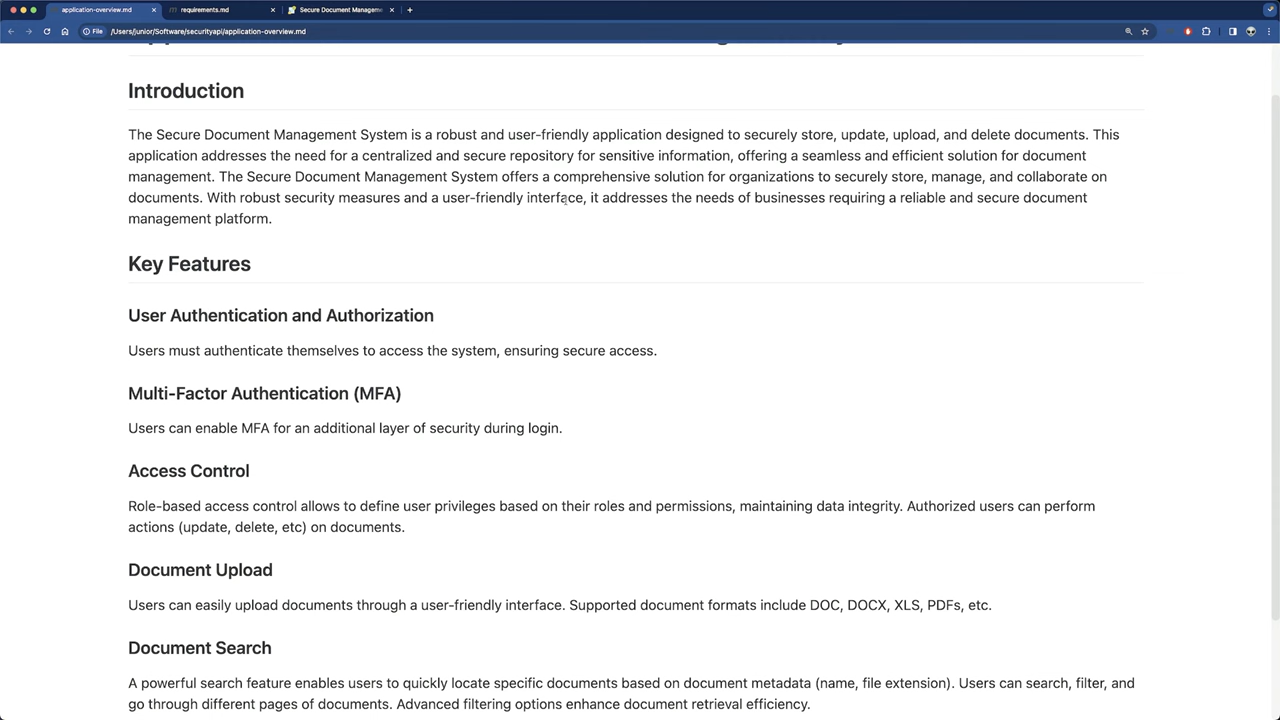 application-overview.md
requirements.md
Secure Document Managem
File
/Users/junior/Software/securityapi/application-overview.md
Introduction
The Secure Document Management System is a robust and user-friendly application designed to securely store, update, upload, and delete documents. This
application addresses the need for a centralized and secure repository for sensitive information, offering a seamless and efficient solution for document
management. The Secure Document Management System offers a comprehensive solution for organizations to securely store, manage, and collaborate on
documents. With robust security measures and a user-friendly interface, it addresses the needs of businesses requiring a reliable and secure document
management platform.
Key Features
User Authentication and Authorization
Users must authenticate themselves to access the system, ensuring secure access.
Multi-Factor Authentication (MFA)
Users can enable MFA for an additional layer of security during login.
Access Control
Role-based access control allows to define user privileges based on their roles and permissions, maintaining data integrity. Authorized users can perform
actions (update, delete, etc) on documents.
Document Upload
Users can easily upload documents through a user-friendly interface. Supported document formats include DOC, DOCX, XLS, PDFs, etc.
Document Search
A powerful search feature enables users to quickly locate specific documents based on document metadata (name, file extension). Users can search, filter, and
go through different pages of documents. Advanced filtering options enhance document retrieval efficiency.